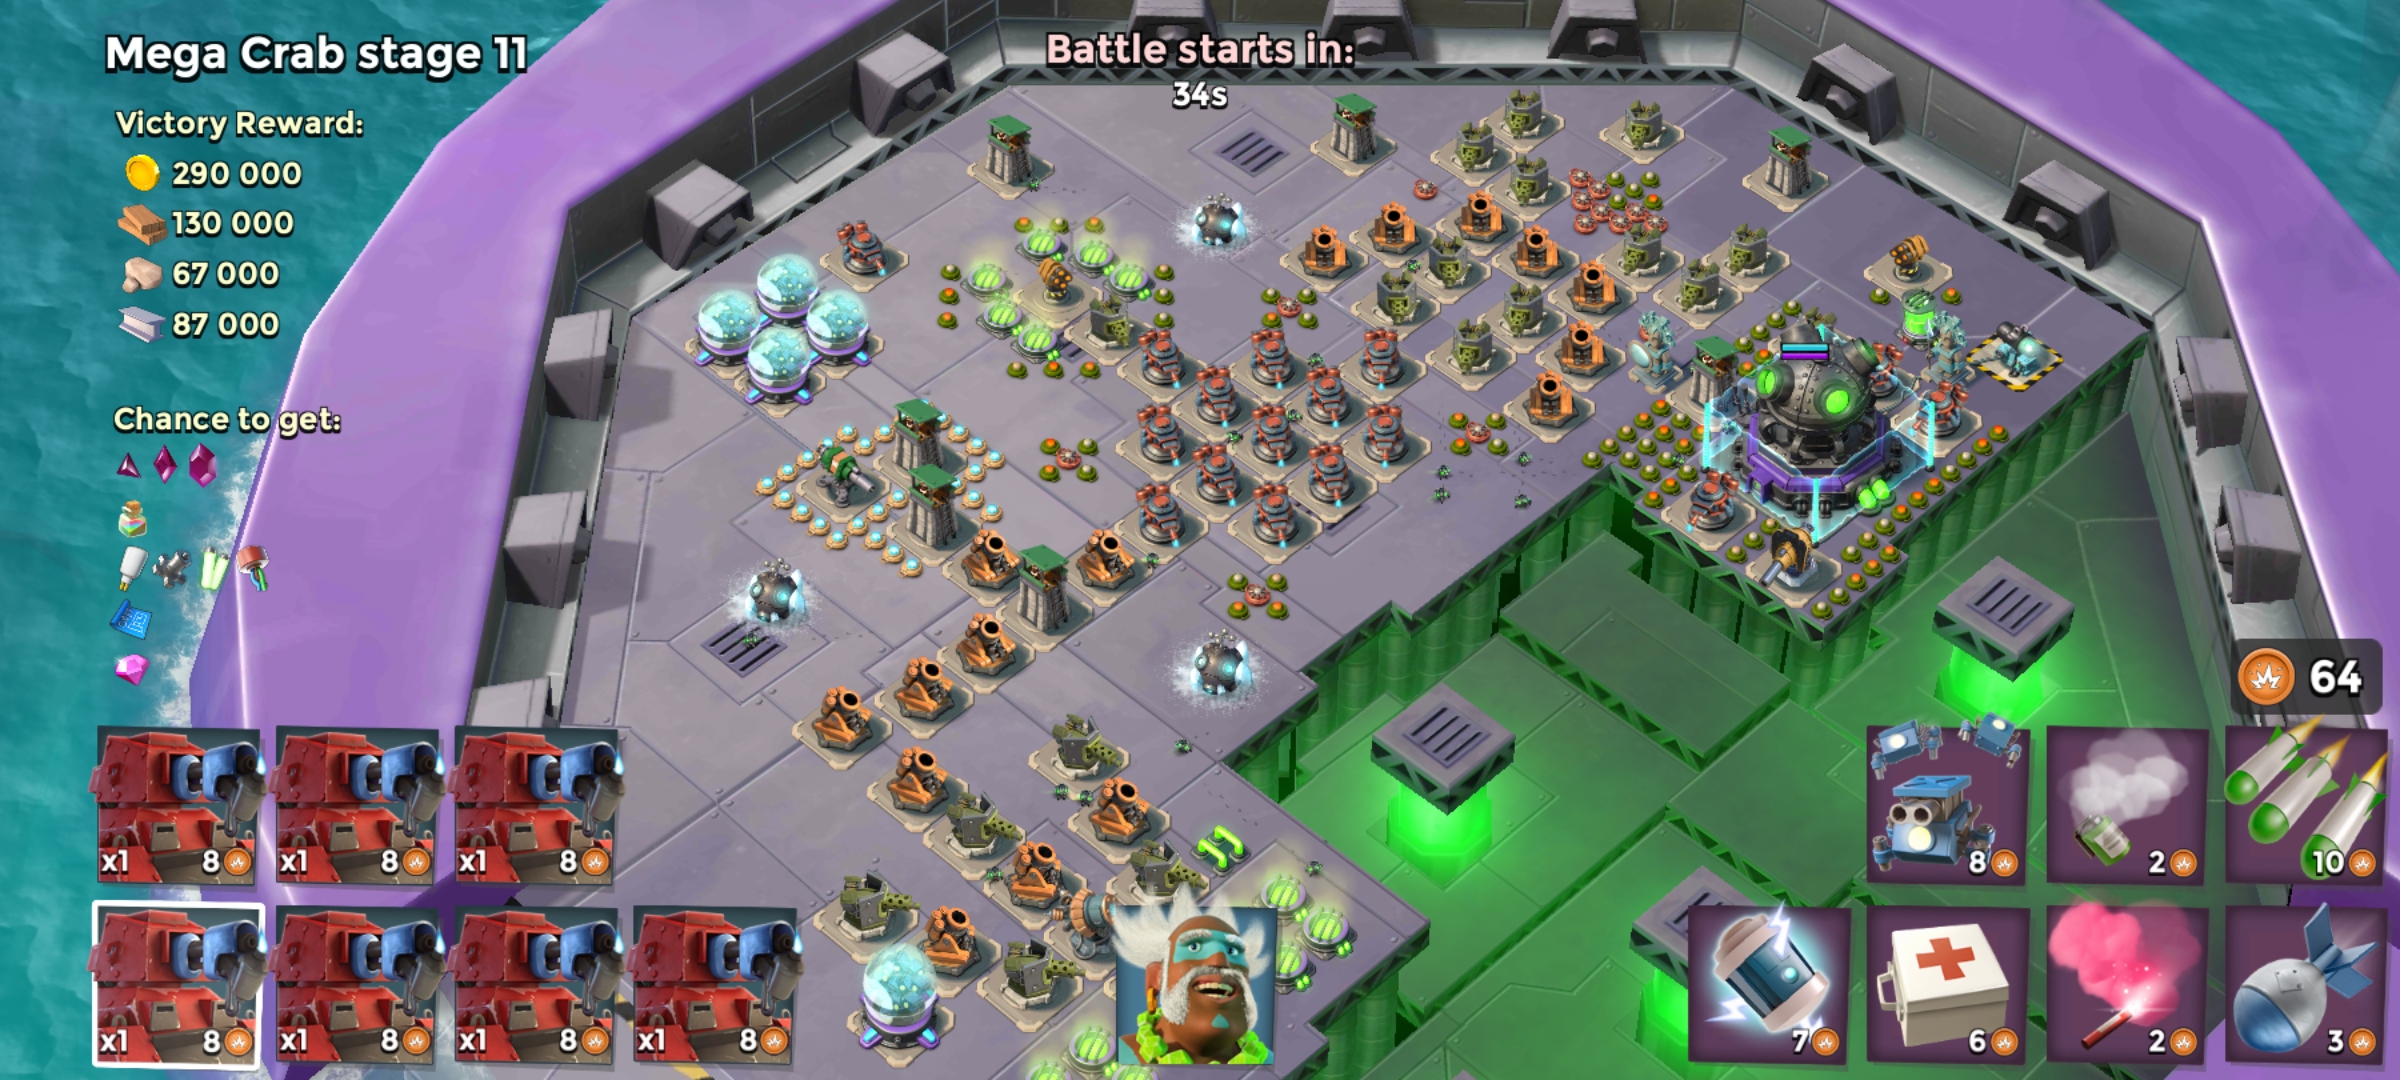 Mega Crab stage 11
Battle starts in:
34s
Victory Reward:
290 000
130 000
67 000
87 000
Chance to get:
64
x1 8
x1 8
x1 8
8
2
10
x1 8
x1 8
x1 8
x1 8
7
6
2
3